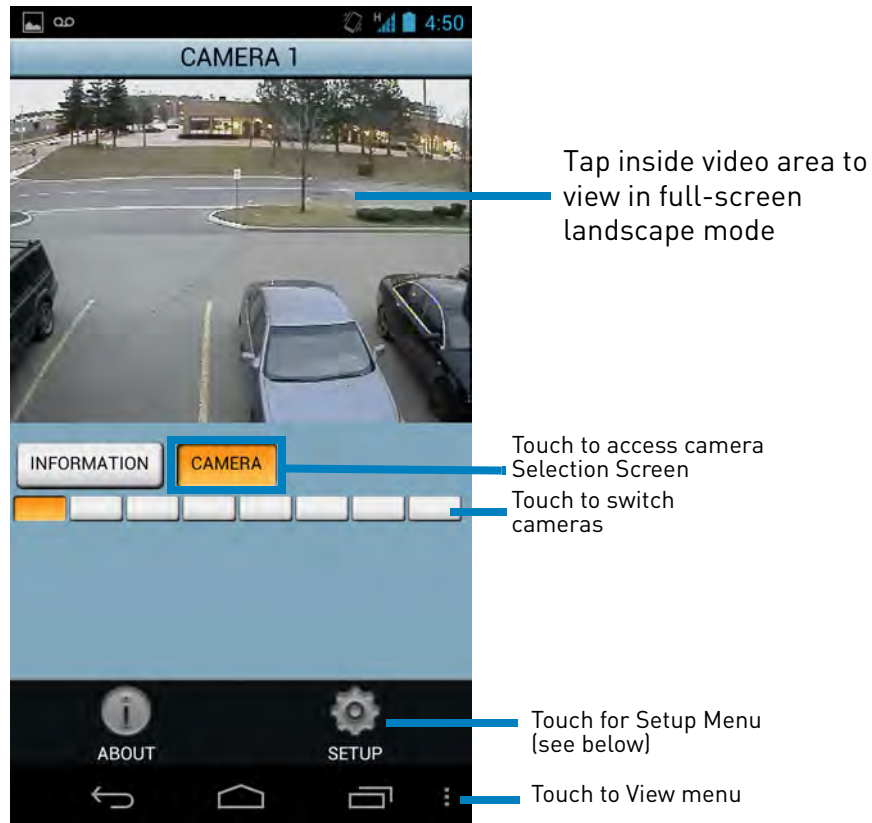 4:50
CAMERA 1
Tap inside video area to
view in full-screen
landscape mode
INFORMATION
CAMERA
Touch to access camera
Selection Screen
Touch to switch
cameras
Touch for Setup Menu
(see below)
ABOUT
SETUP
Touch to View menu